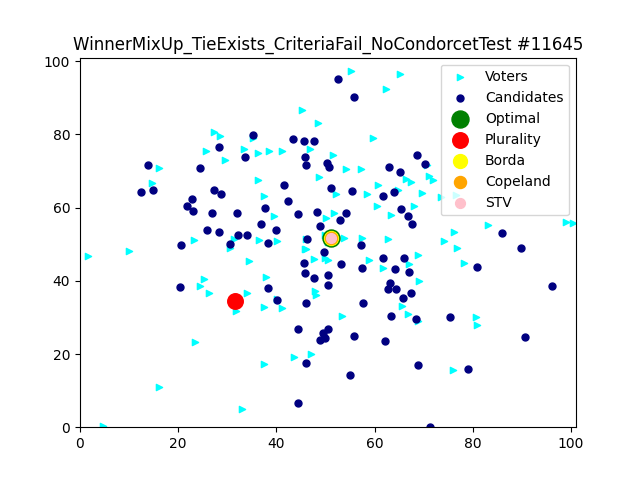 WinnerMixUp_TieExists_CriteriaFail_NoCondorcetTest #11645
100
80
60
40
20
0
0 20 40 60 80 100
Voters
Candidates
Optimal
Plurality
Borda
Copeland
STV